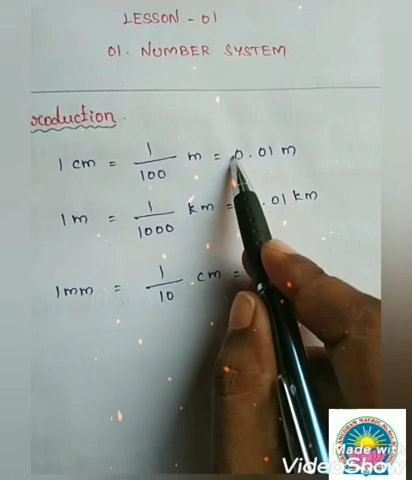 LESSON - 01
01. NUMBER SYSTEM
roduction.
1 cm = 1/100 m = 0.01 m
1 m = 1/1000 km = .01 km
1 mm = 1/10 cm =
Made with
VideoShow